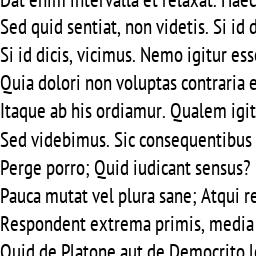 Dat enim intervalla et relaxat. Haec
Sed quid sentiat, non videtis. Si id d
Si id dicis, vicimus. Nemo igitur ess
Quia dolori non voluptas contraria e
Itaque ab his ordiamur. Qualem igit
Sed videbimus. Sic consequentibus
Perge porro; Quid iudicant sensus?
Pauca mutat vel plura sane; Atqui re
Respondent extrema primis, media
Quid de Platone aut de Democrito l